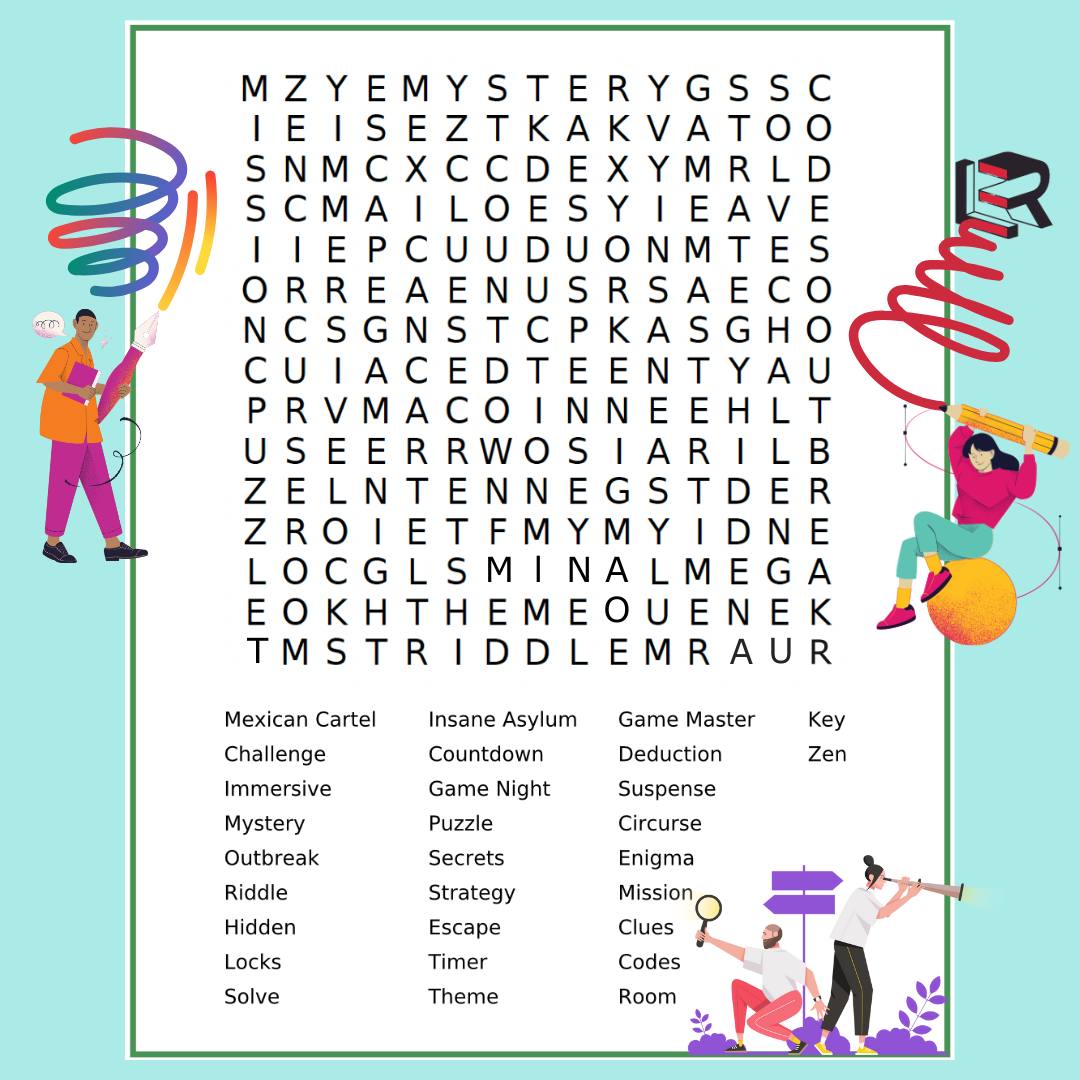 M Z Y E M Y S T E R Y G S S C
I E I S E Z T K A K V A T O O
S N M C X C C D E X Y M R L D
S C M A I L O E S Y I E A V E
I I E P C U U D U O N M T E S
O R R E A E N U S R S A E C O
N C S G N S T C P K A S G H O
C U I A C E D T E E N T Y A U
P R V M A C O I N N E E H L T
U S E E R R W O S I A R I L B
Z E L N T E N N E G S T D E R
Z R O I E T F M Y M Y I D N E
L O C G L S M I N A L M E G A
E O K H T H E M E O U E N E K
T M S T R I D D L E M R A U R
Mexican Cartel Insane Asylum Game Master Key
Challenge Countdown Deduction Zen
Immersive Game Night Suspense
Mystery Puzzle Circurse
Outbreak Secrets Enigma
Riddle Strategy Mission
Hidden Escape Clues
Locks Timer Codes
Solve Theme Room